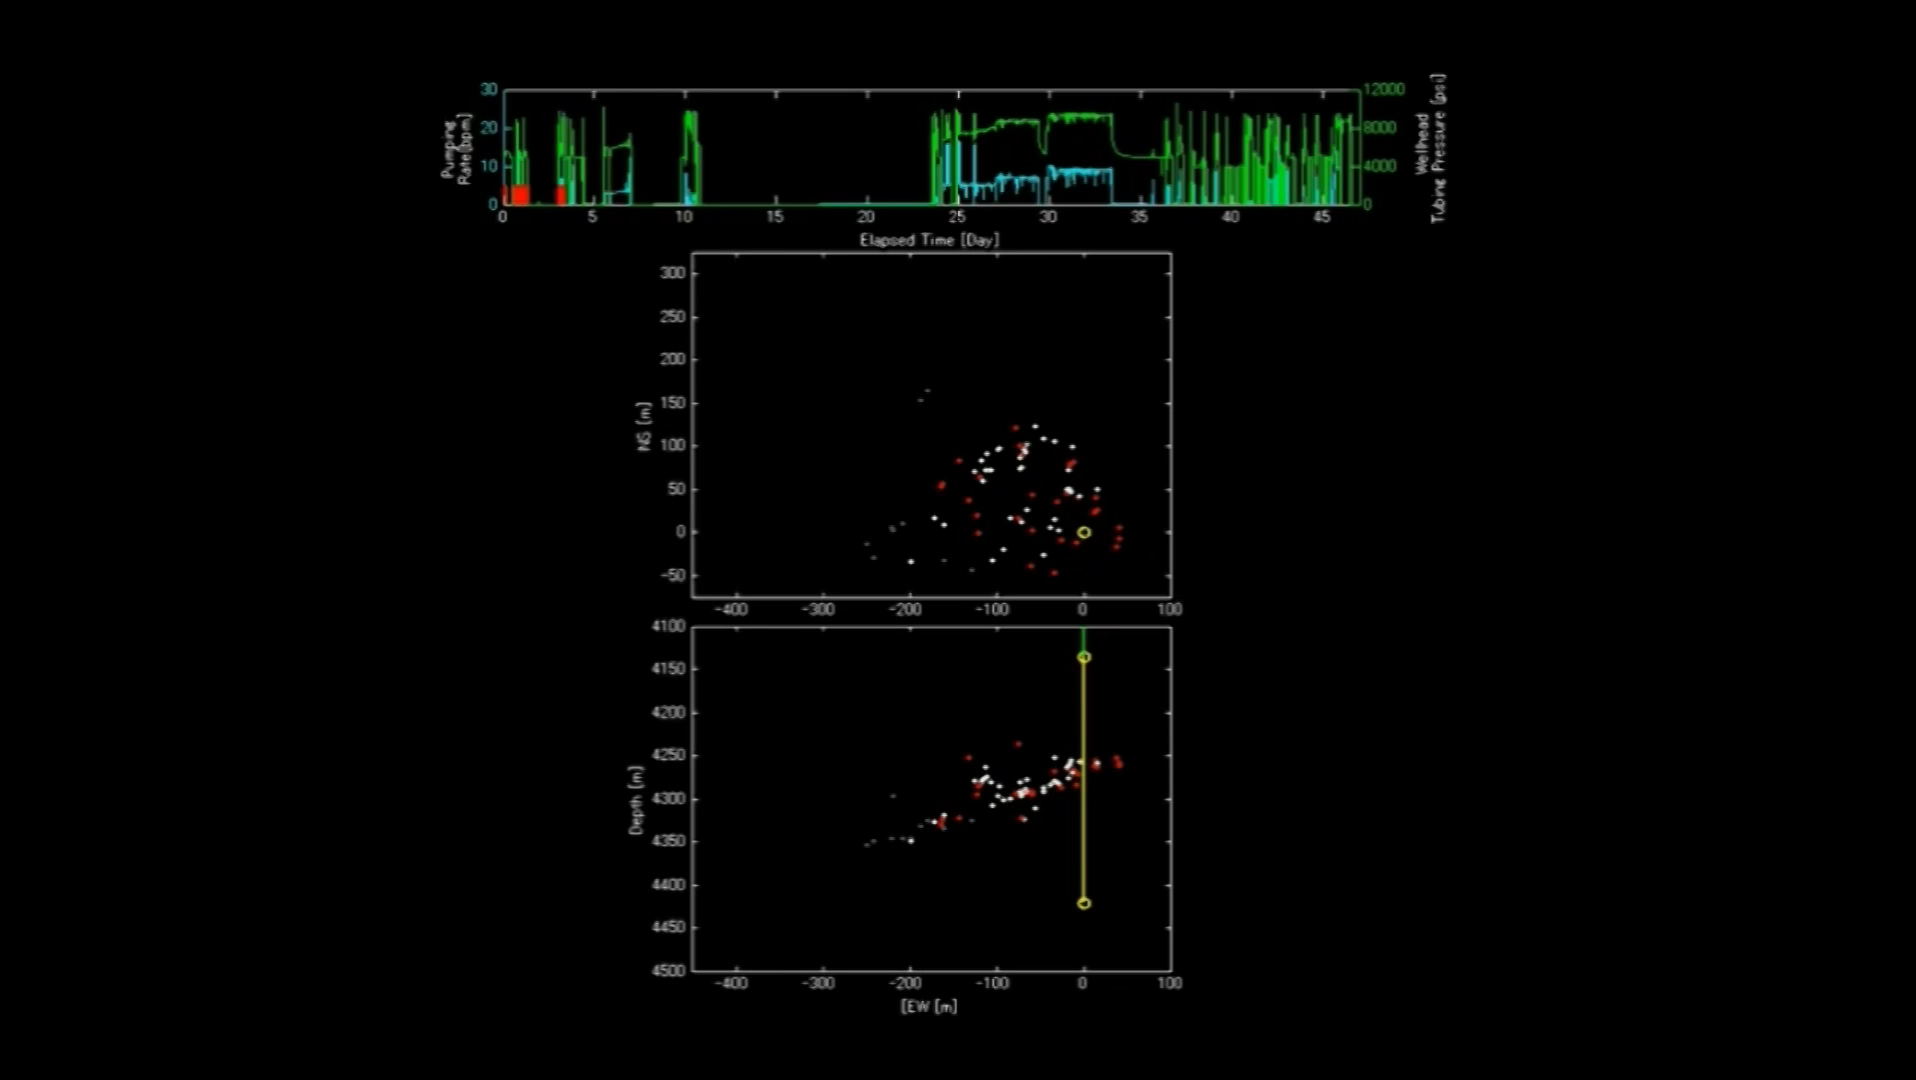 30 12000
Pumping
Rate[bpm]
20 8000
10 4000
0 0
Wellhead
Tubing Pressure [psi]
0 5 10 15 20 25 30 35 40 45
Elapsed Time [Day]
300
250
200
150
100
50
0
-50
NS [m]
-400 -300 -200 -100 0 100
4100
4150
4200
4250
4300
4350
4400
4450
4500
Depth [m]
-400 -300 -200 -100 0 100
[EW [m]